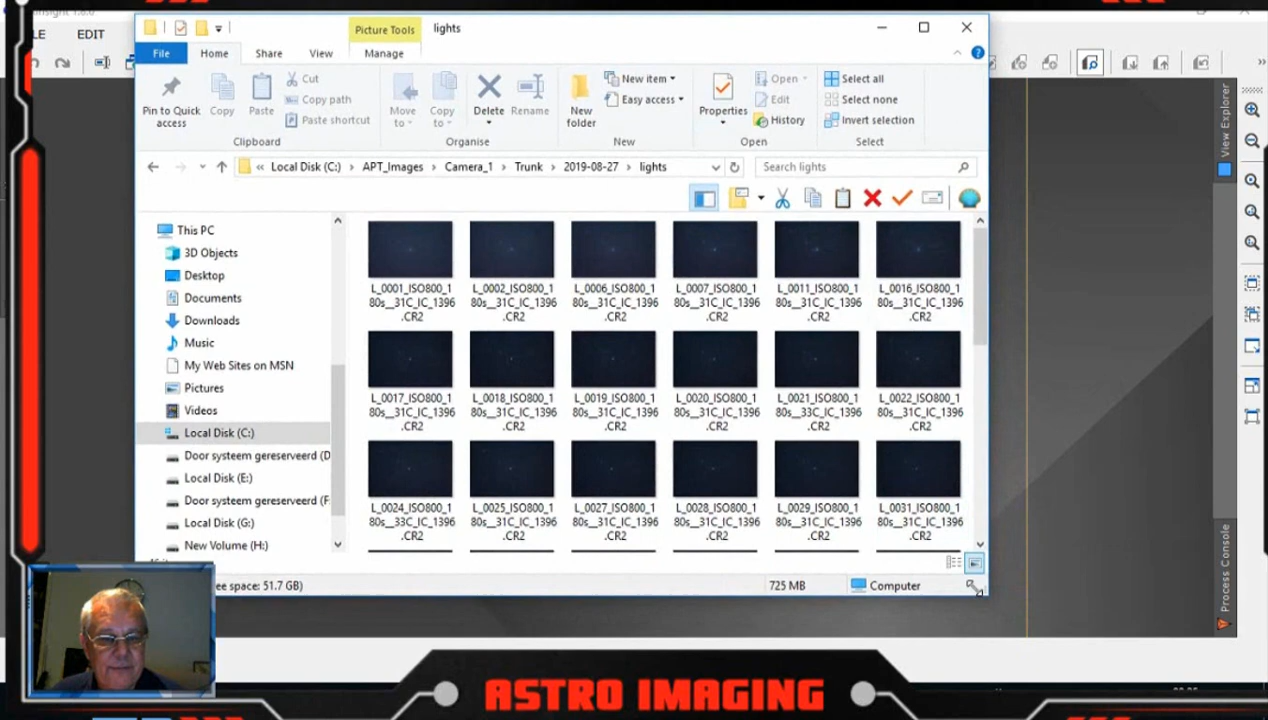 nsight 1.8.0
LE
EDIT
Picture Tools
lights
File
Home
Share
View
Manage
Pin to Quick access
Copy
Paste
Cut
Copy path
Paste shortcut
Clipboard
Move to
Copy to
Delete
Rename
Organise
New folder
New item
Easy access
New
Properties
Open
Edit
History
Open
Select all
Select none
Invert selection
Select
« Local Disk (C:) › APT_Images › Camera_1 › Trunk › 2019-08-27 › lights
Search lights
This PC
3D Objects
Desktop
Documents
Downloads
Music
My Web Sites on MSN
Pictures
Videos
Local Disk (C:)
Door systeem gereserveerd (D
Local Disk (E:)
Door systeem gereserveerd (F
Local Disk (G:)
New Volume (H:)
L_0001_ISO800_180s__31C_IC_1396.CR2
L_0002_ISO800_180s__31C_IC_1396.CR2
L_0006_ISO800_180s__31C_IC_1396.CR2
L_0007_ISO800_180s__31C_IC_1396.CR2
L_0011_ISO800_180s__31C_IC_1396.CR2
L_0016_ISO800_180s__31C_IC_1396.CR2
L_0017_ISO800_180s__31C_IC_1396.CR2
L_0018_ISO800_180s__31C_IC_1396.CR2
L_0019_ISO800_180s__31C_IC_1396.CR2
L_0020_ISO800_180s__31C_IC_1396.CR2
L_0021_ISO800_180s__33C_IC_1396.CR2
L_0022_ISO800_180s__31C_IC_1396.CR2
L_0024_ISO800_180s__33C_IC_1396.CR2
L_0025_ISO800_180s__31C_IC_1396.CR2
L_0027_ISO800_180s__31C_IC_1396.CR2
L_0028_ISO800_180s__31C_IC_1396.CR2
L_0029_ISO800_180s__31C_IC_1396.CR2
L_0031_ISO800_180s__31C_IC_1396.CR2
ee space: 51.7 GB)
725 MB
Computer
View Explorer
Process Console
ASTRO IMAGING